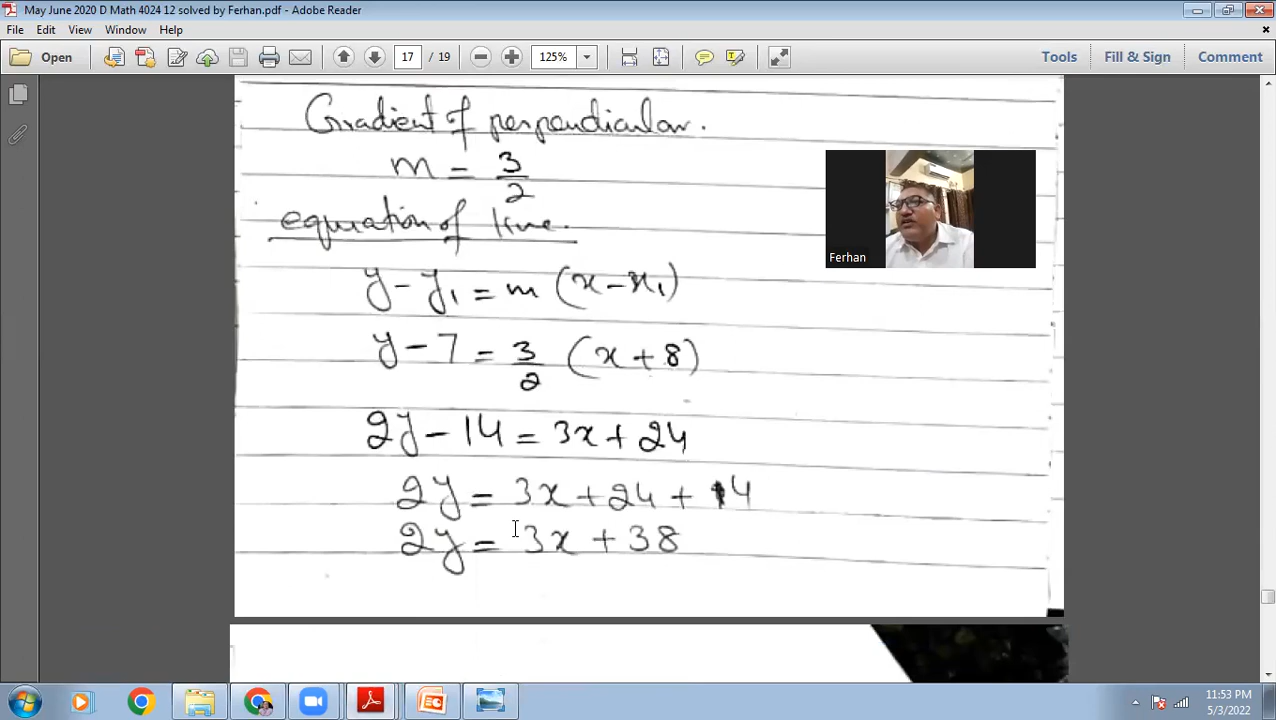 May June 2020 D Math 4024 12 solved by Ferhan.pdf - Adobe Reader
File Edit View Window Help
Open 17 / 19 125% Tools Fill & Sign Comment
Gradient of perpendicular.
m = 3/2
equation of line.
y - y₁ = m (x - x₁)
y - 7 = 3/2 (x + 8)
2y - 14 = 3x + 24
2y = 3x + 24 + 14
2y = 3x + 38
Ferhan
11:53 PM
5/3/2022